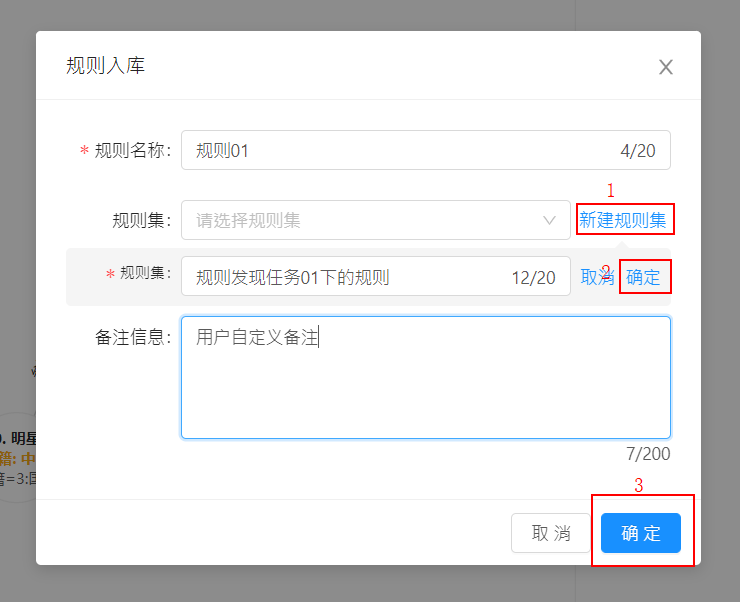 规则入库
* 规则名称: 规则01 4/20
1
规则集: 请选择规则集 新建规则集
* 规则集: 规则发现任务01下的规则 12/20 取消 2 确定
备注信息: 用户自定义备注
7/200
. 明星
籍: 中
籍=3:国
3
取 消 确 定